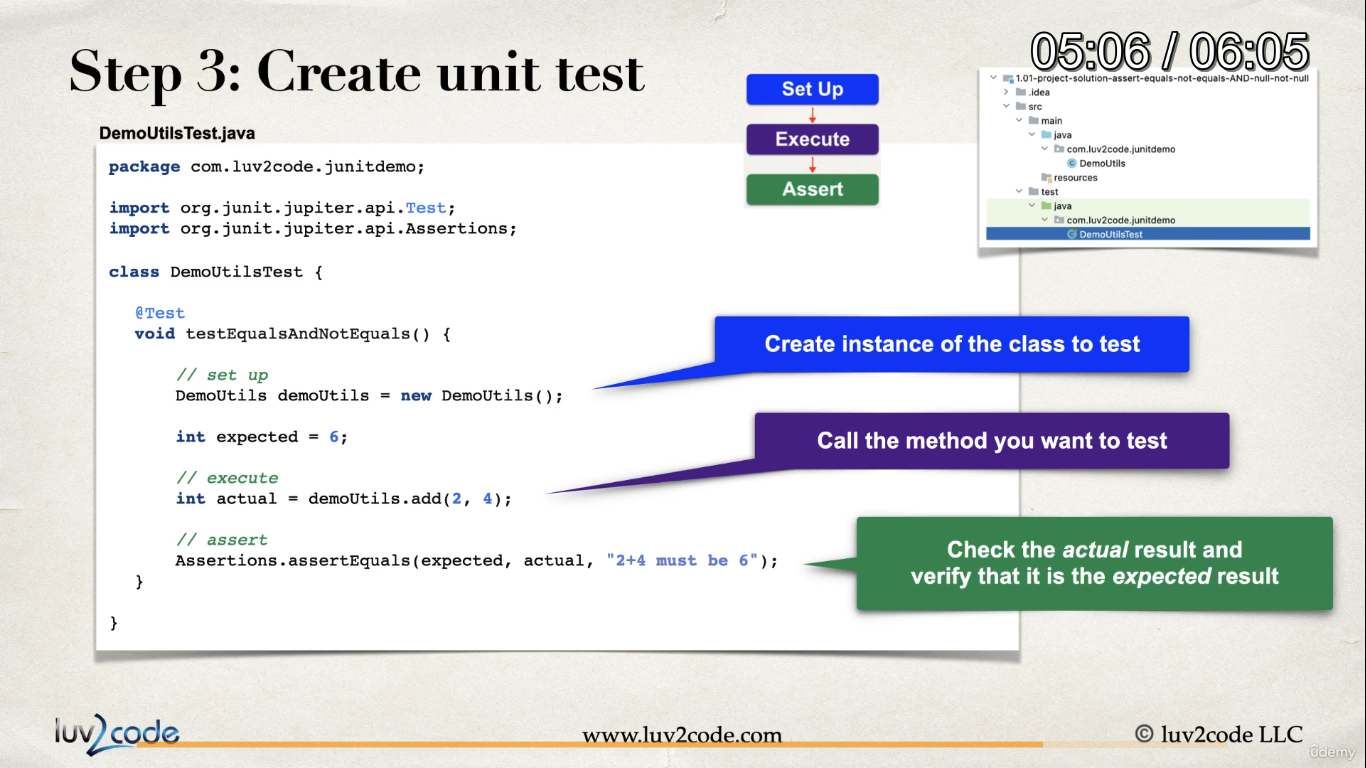 Step 3: Create unit test
05:06 / 06:05
Set Up
Execute
Assert
1.01-project-solution-assert-equals-not-equals-AND-null-not-null
.idea
src
main
java
com.luv2code.junitdemo
DemoUtils
resources
test
java
com.luv2code.junitdemo
DemoUtilsTest
DemoUtilsTest.java
package com.luv2code.junitdemo;
import org.junit.jupiter.api.Test;
import org.junit.jupiter.api.Assertions;
class DemoUtilsTest {
@Test
void testEqualsAndNotEquals() {
// set up
DemoUtils demoUtils = new DemoUtils();
int expected = 6;
// execute
int actual = demoUtils.add(2, 4);
// assert
Assertions.assertEquals(expected, actual, "2+4 must be 6");
}
}
Create instance of the class to test
Call the method you want to test
Check the actual result and
verify that it is the expected result
luv2code
www.luv2code.com
© luv2code LLC
ûdemy